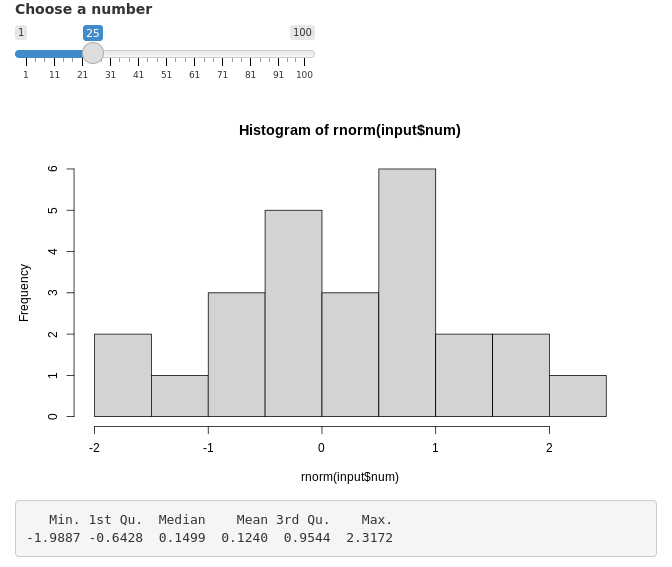 Choose a number
1 25 100
1 11 21 31 41 51 61 71 81 91 100
Histogram of rnorm(input$num)
Frequency
6
5
4
3
2
1
0
-2 -1 0 1 2
rnorm(input$num)
Min. 1st Qu. Median Mean 3rd Qu. Max.
-1.9887 -0.6428 0.1499 0.1240 0.9544 2.3172